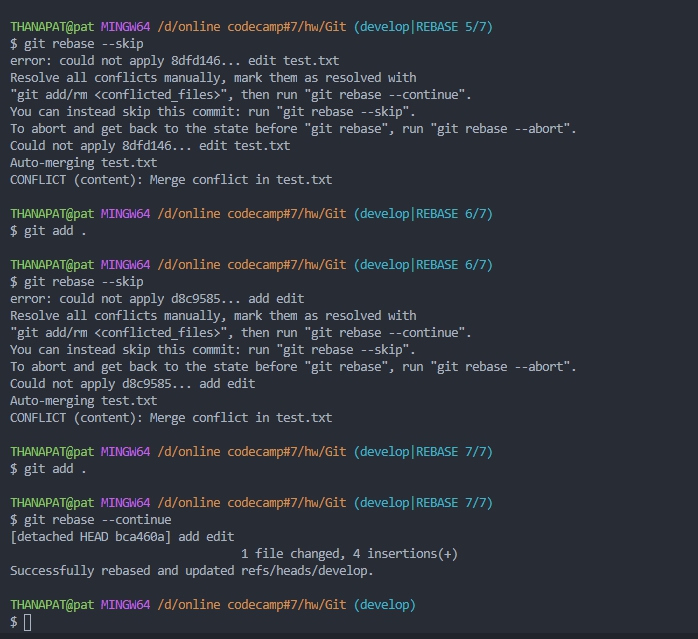 THANAPAT@pat MINGW64 /d/online codecamp#7/hw/Git (develop|REBASE 5/7)
$ git rebase --skip
error: could not apply 8dfd146... edit test.txt
Resolve all conflicts manually, mark them as resolved with
"git add/rm <conflicted_files>", then run "git rebase --continue".
You can instead skip this commit: run "git rebase --skip".
To abort and get back to the state before "git rebase", run "git rebase --abort".
Could not apply 8dfd146... edit test.txt
Auto-merging test.txt
CONFLICT (content): Merge conflict in test.txt
THANAPAT@pat MINGW64 /d/online codecamp#7/hw/Git (develop|REBASE 6/7)
$ git add .
THANAPAT@pat MINGW64 /d/online codecamp#7/hw/Git (develop|REBASE 6/7)
$ git rebase --skip
error: could not apply d8c9585... add edit
Resolve all conflicts manually, mark them as resolved with
"git add/rm <conflicted_files>", then run "git rebase --continue".
You can instead skip this commit: run "git rebase --skip".
To abort and get back to the state before "git rebase", run "git rebase --abort".
Could not apply d8c9585... add edit
Auto-merging test.txt
CONFLICT (content): Merge conflict in test.txt
THANAPAT@pat MINGW64 /d/online codecamp#7/hw/Git (develop|REBASE 7/7)
$ git add .
THANAPAT@pat MINGW64 /d/online codecamp#7/hw/Git (develop|REBASE 7/7)
$ git rebase --continue
[detached HEAD bca460a] add edit
1 file changed, 4 insertions(+)
Successfully rebased and updated refs/heads/develop.
THANAPAT@pat MINGW64 /d/online codecamp#7/hw/Git (develop)
$